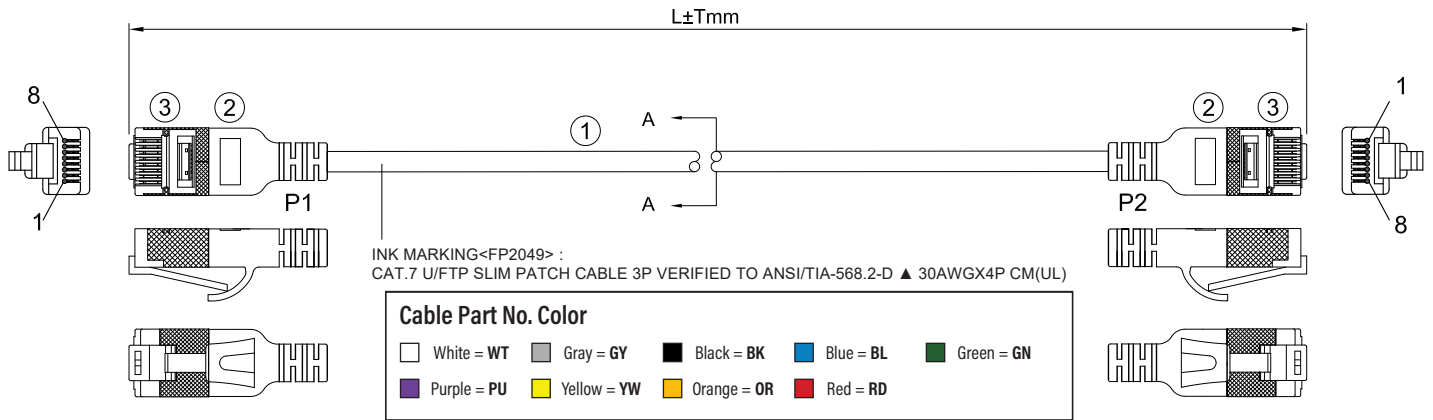 L±Tmm
8
3
2
1
A
2
3
1
1
P1
A
P2
8
INK MARKING<FP2049> :
CAT.7 U/FTP SLIM PATCH CABLE 3P VERIFIED TO ANSI/TIA-568.2-D ▲ 30AWGX4P CM(UL)
Cable Part No. Color
White = WT Gray = GY Black = BK Blue = BL Green = GN
Purple = PU Yellow = YW Orange = OR Red = RD